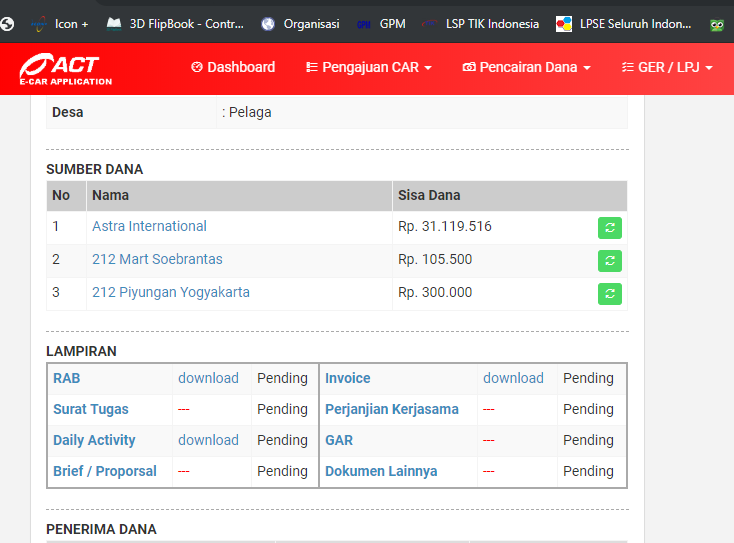 Icon + 3D FlipBook - Contr... Organisasi GPM GPM LSP TIK Indonesia LPSE Seluruh Indon...
ACT
E-CAR APPLICATION
Dashboard Pengajuan CAR Pencairan Dana GER / LPJ
Desa : Pelaga
SUMBER DANA
No Nama Sisa Dana
1 Astra International Rp. 31.119.516
2 212 Mart Soebrantas Rp. 105.500
3 212 Piyungan Yogyakarta Rp. 300.000
LAMPIRAN
RAB download Pending Invoice download Pending
Surat Tugas --- Pending Perjanjian Kerjasama --- Pending
Daily Activity download Pending GAR --- Pending
Brief / Proporsal --- Pending Dokumen Lainnya --- Pending
PENERIMA DANA